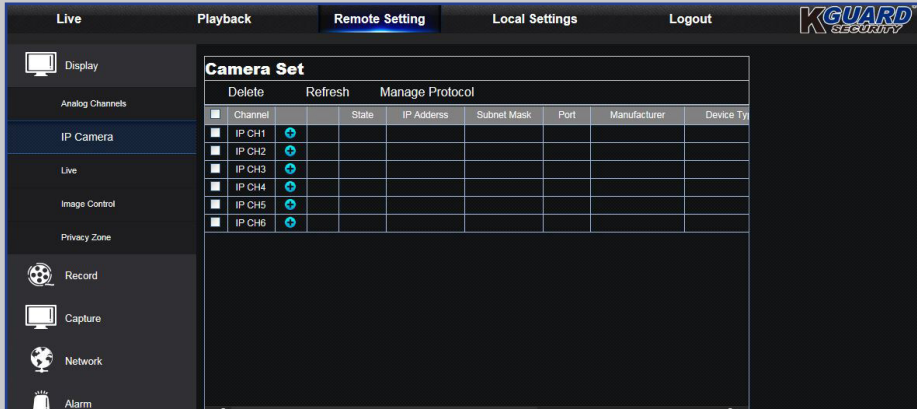 Live Playback Remote Setting Local Settings Logout KGUARD SECURITY
Display
Analog Channels
IP Camera
Live
Image Control
Privacy Zone
Record
Capture
Network
Alarm
Camera Set
Delete Refresh Manage Protocol
Channel State IP Adderss Subnet Mask Port Manufacturer Device Ty
IP CH1
IP CH2
IP CH3
IP CH4
IP CH5
IP CH6